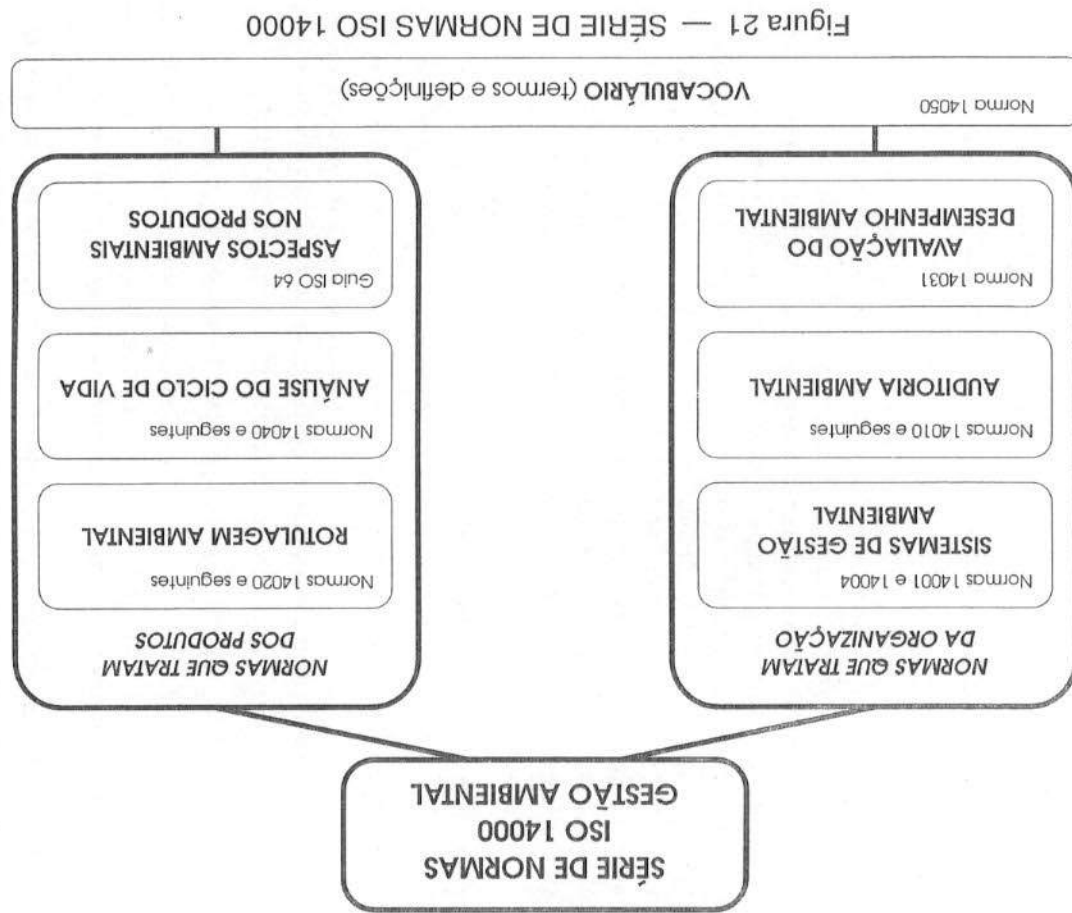 SÉRIE DE NORMAS
ISO 14000
GESTÃO AMBIENTAL
NORMAS QUE TRATAM
DA ORGANIZAÇÃO
Normas 14001 e 14004
SISTEMAS DE GESTÃO
AMBIENTAL
Normas 14010 e seguintes
AUDITORIA AMBIENTAL
Norma 14031
AVALIAÇÃO DO
DESEMPENHO AMBIENTAL
NORMAS QUE TRATAM
DOS PRODUTOS
Normas 14020 e seguintes
ROTULAGEM AMBIENTAL
Normas 14040 e seguintes
ANÁLISE DO CICLO DE VIDA
Guia ISO 64
ASPECTOS AMBIENTAIS
NOS PRODUTOS
Norma 14050
VOCABULÁRIO (termos e definições)
Figura 21 — SÉRIE DE NORMAS ISO 14000